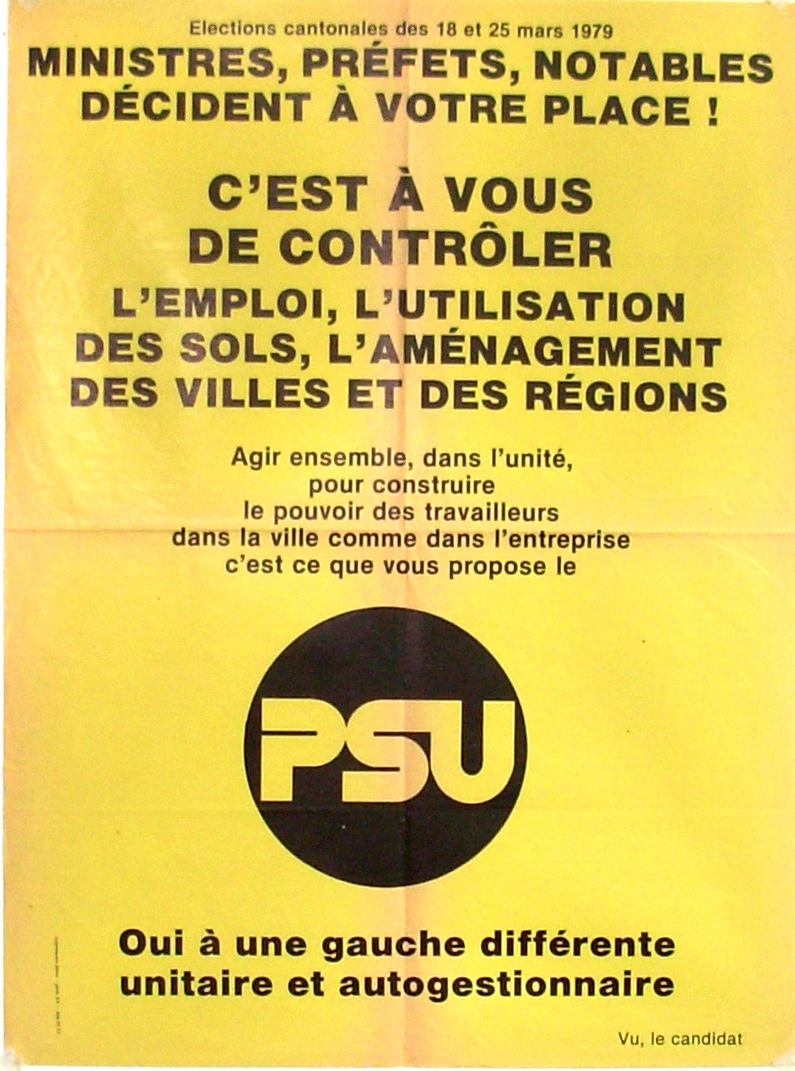 Elections cantonales des 18 et 25 mars 1979
MINISTRES, PRÉFETS, NOTABLES
DÉCIDENT À VOTRE PLACE !
C'EST À VOUS
DE CONTRÔLER
L'EMPLOI, L'UTILISATION
DES SOLS, L'AMÉNAGEMENT
DES VILLES ET DES RÉGIONS
Agir ensemble, dans l'unité,
pour construire
le pouvoir des travailleurs
dans la ville comme dans l'entreprise
c'est ce que vous propose le
PSU
Oui à une gauche différente
unitaire et autogestionnaire
Vu, le candidat